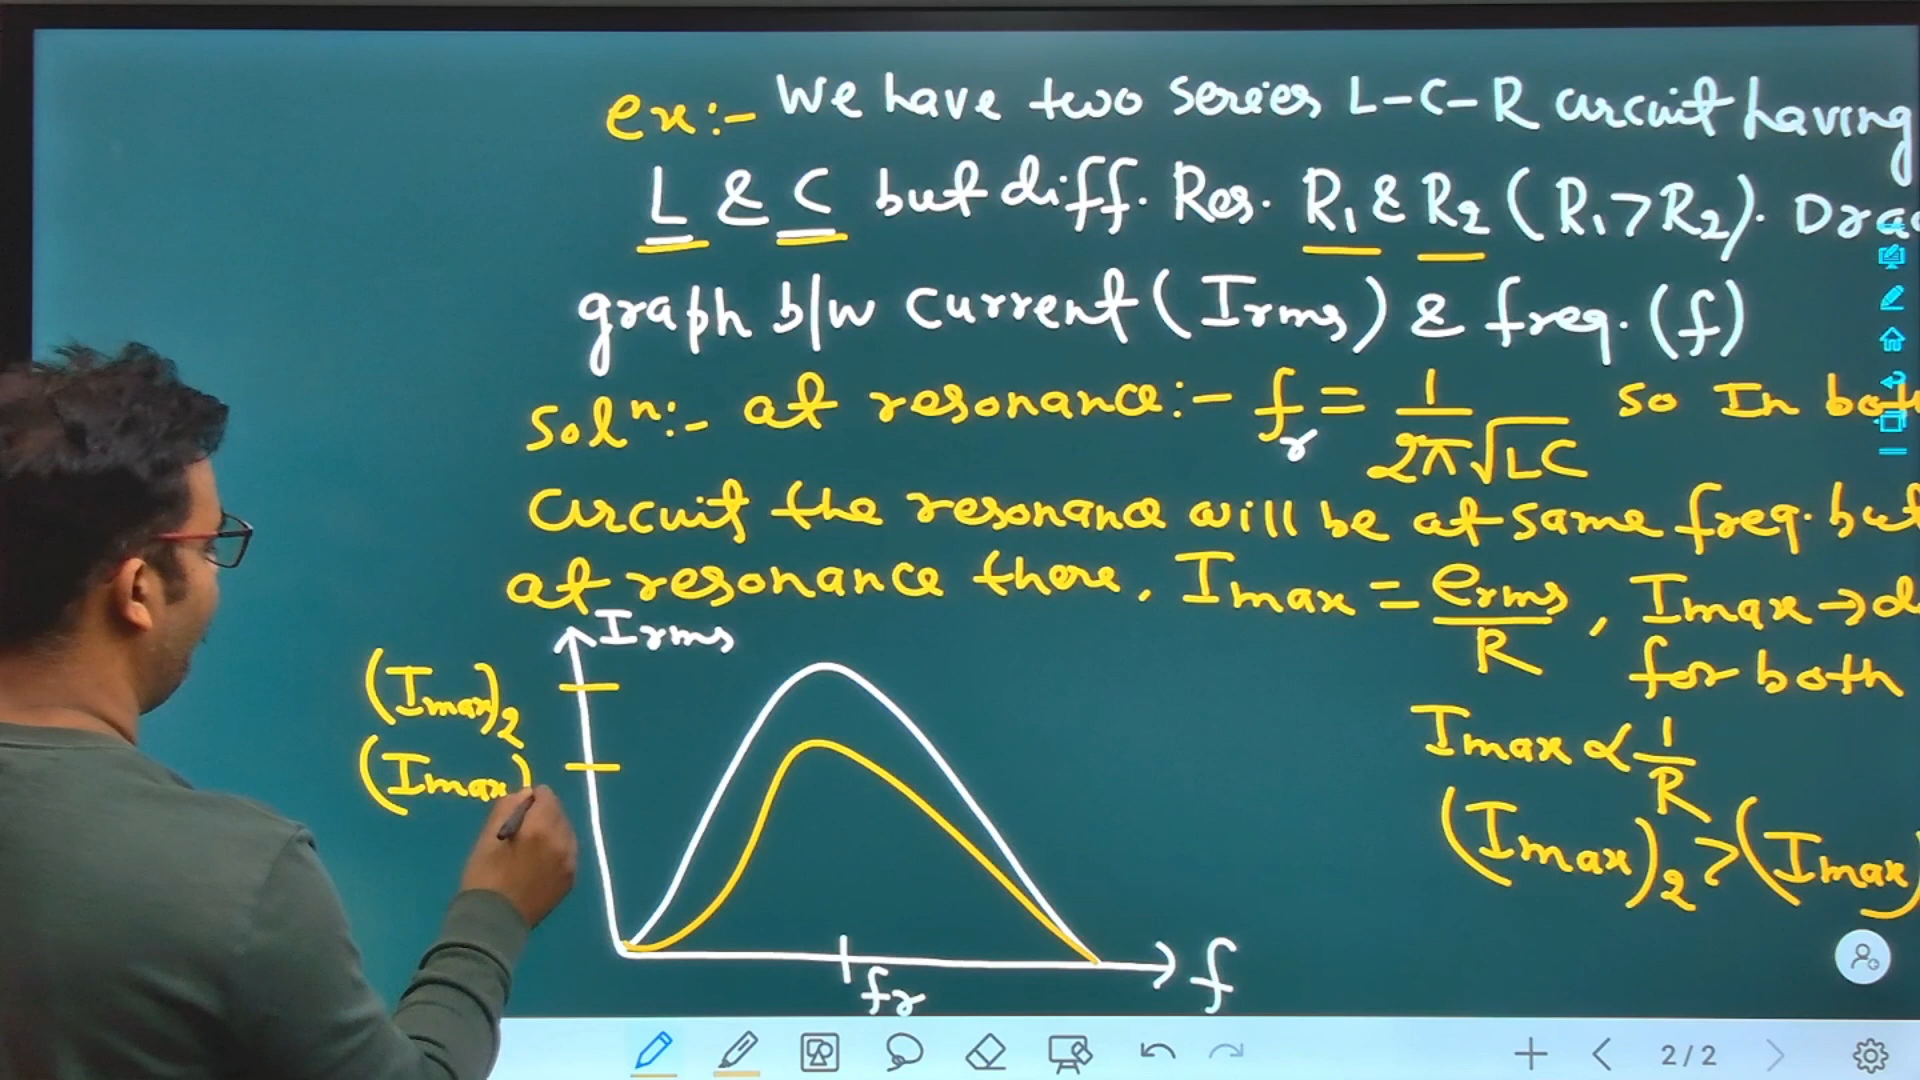 ex:- We have two series L-C-R circuit having
L & C but diff. Res. R₁ & R₂ (R₁>R₂). Draw
graph b/w current (Irms) & freq. (f)
Solⁿ:- at resonance:- fr = 1/2π√LC so In both
circuit the resonance will be at same freq. but
at resonance there, Imax = erms/R, Imax →
for both
Imax ∝ 1/R
(Imax)₂ > (Imax)
Irms
(Imax)₂
(Imax)
fr
f
2/2